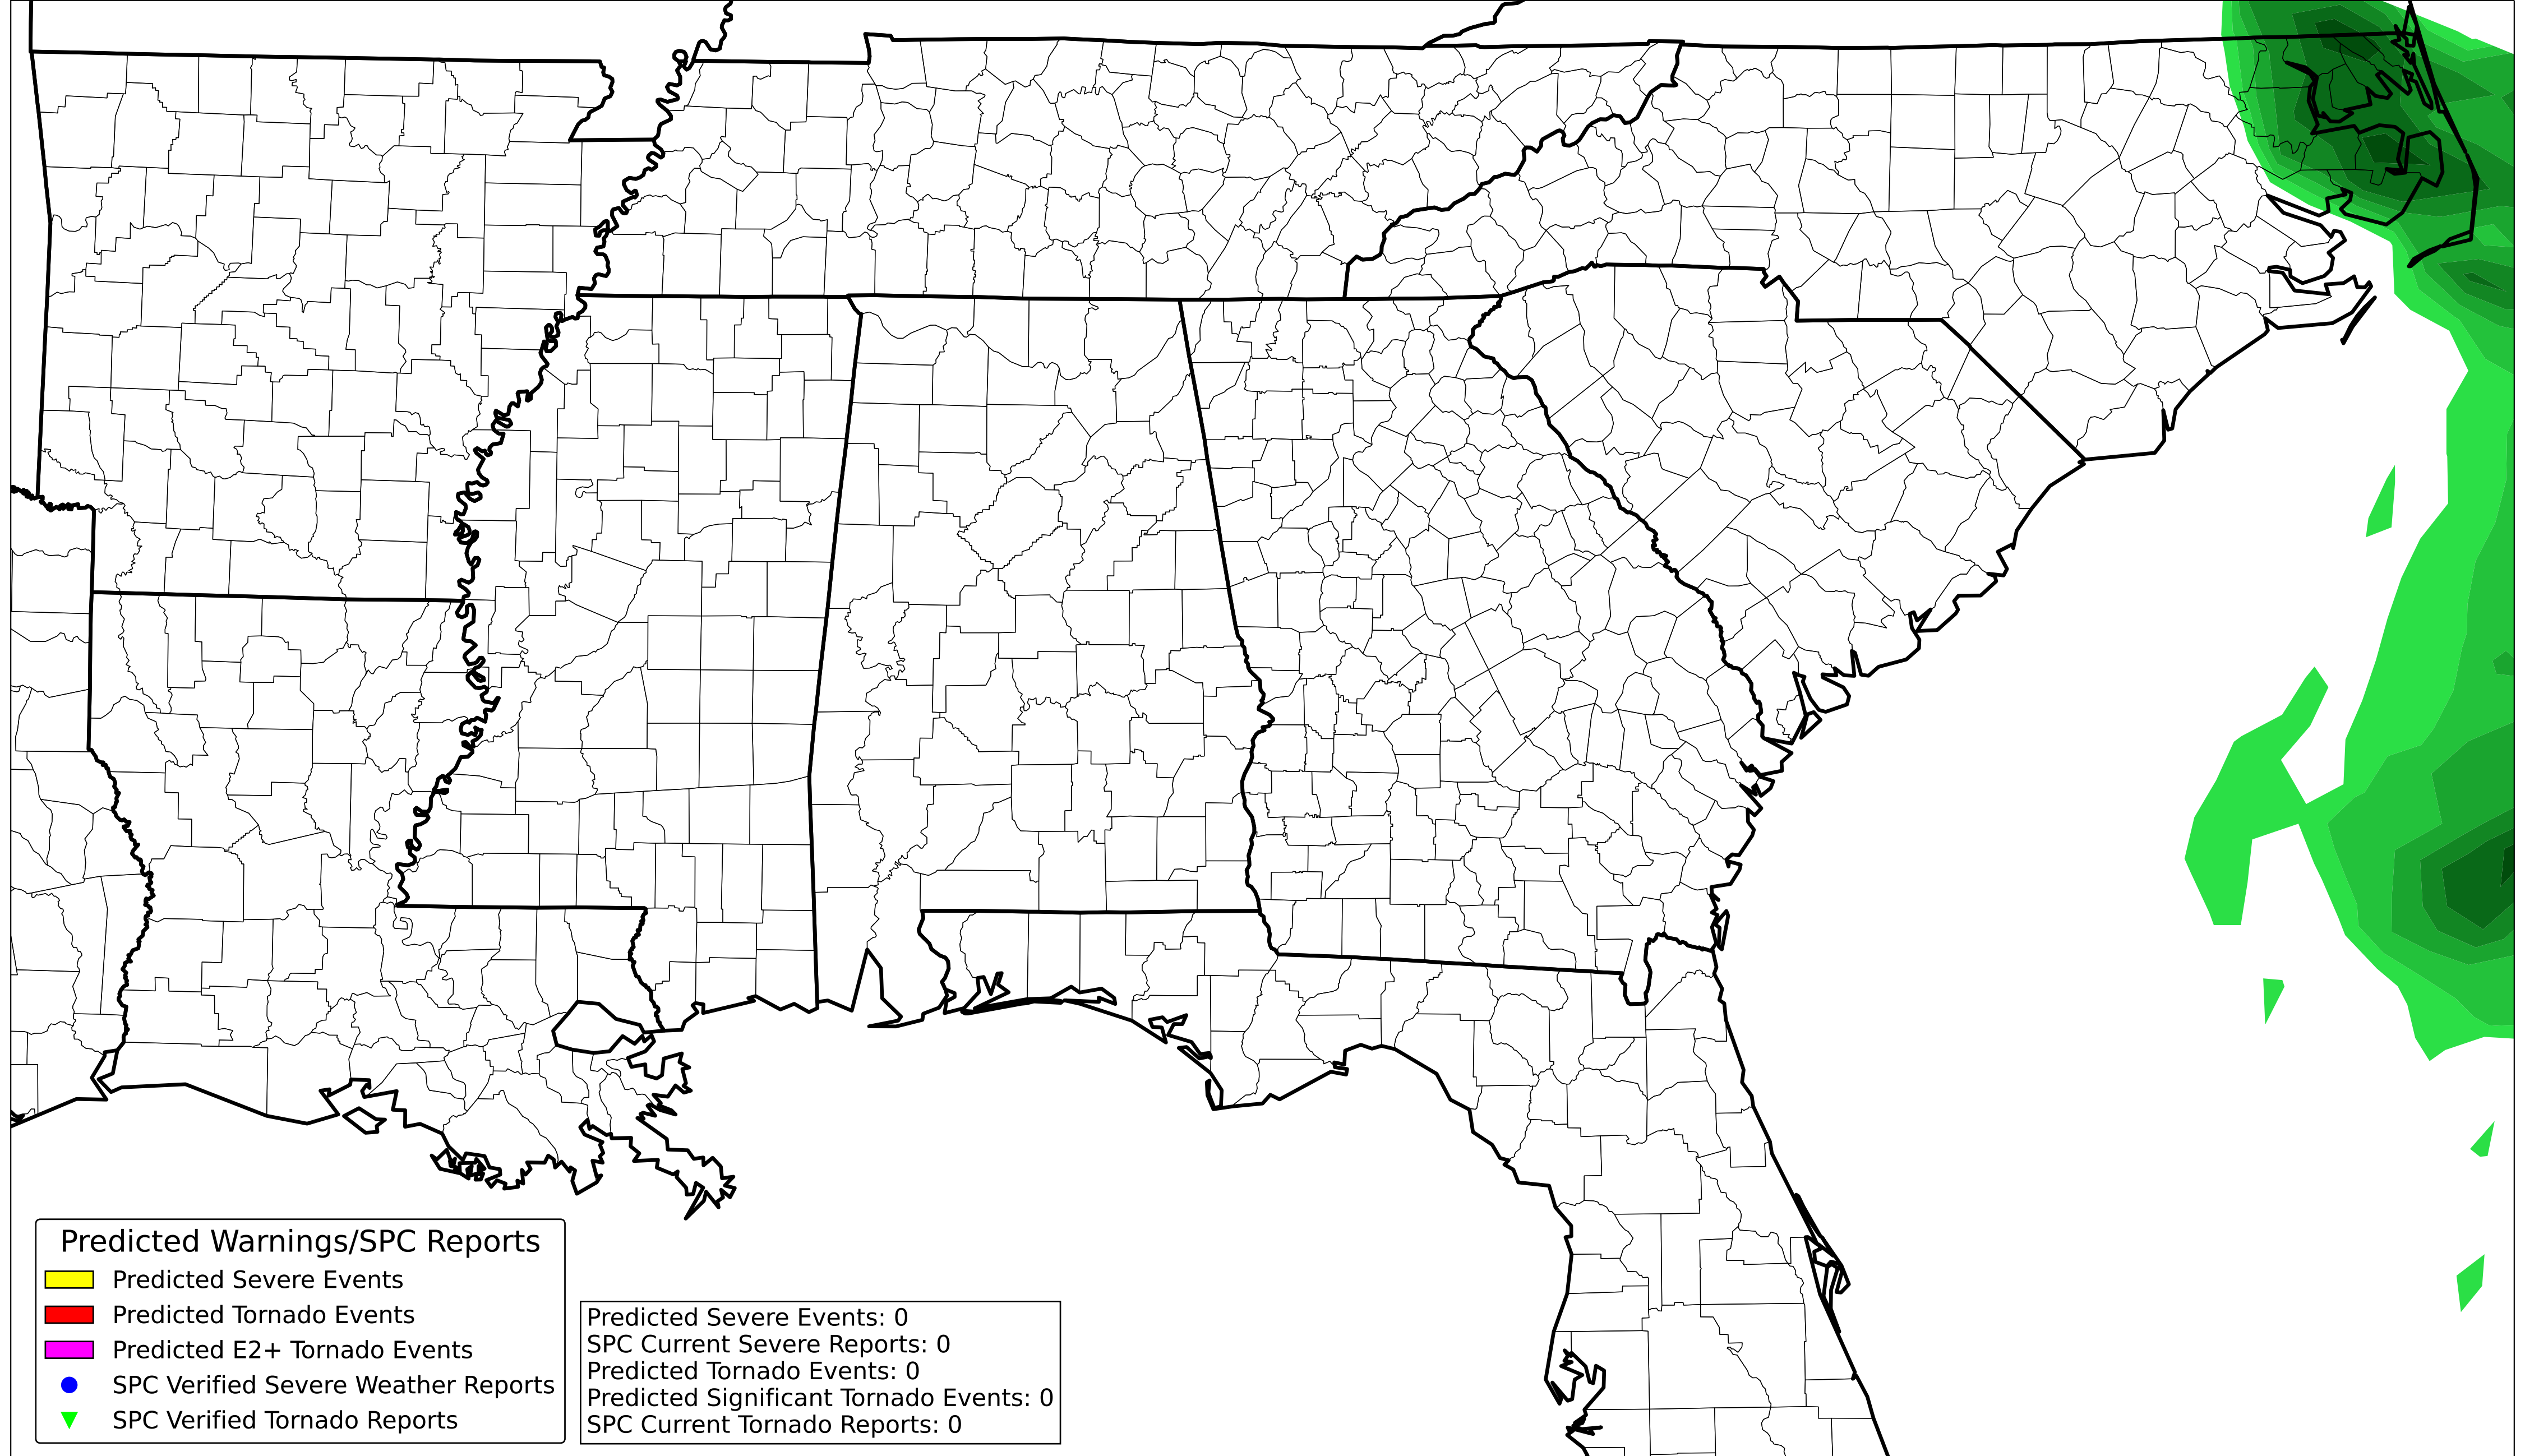 Predicted Warnings/SPC Reports
Predicted Severe Events
Predicted Tornado Events
Predicted E2+ Tornado Events
SPC Verified Severe Weather Reports
SPC Verified Tornado Reports
Predicted Severe Events: 0
SPC Current Severe Reports: 0
Predicted Tornado Events: 0
Predicted Significant Tornado Events: 0
SPC Current Tornado Reports: 0